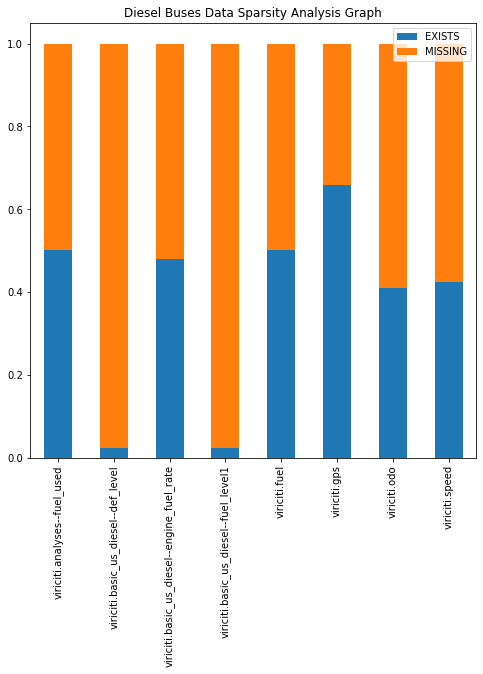 Diesel Buses Data Sparsity Analysis Graph
EXISTS
MISSING
1.0
0.8
0.6
0.4
0.2
0.0
viriciti.analyses--fuel_used
viriciti.basic_us_diesel--def_level
viriciti.basic_us_diesel--engine_fuel_rate
viriciti.basic_us_diesel--fuel_level1
viriciti.fuel
viriciti.gps
viriciti.odo
viriciti.speed